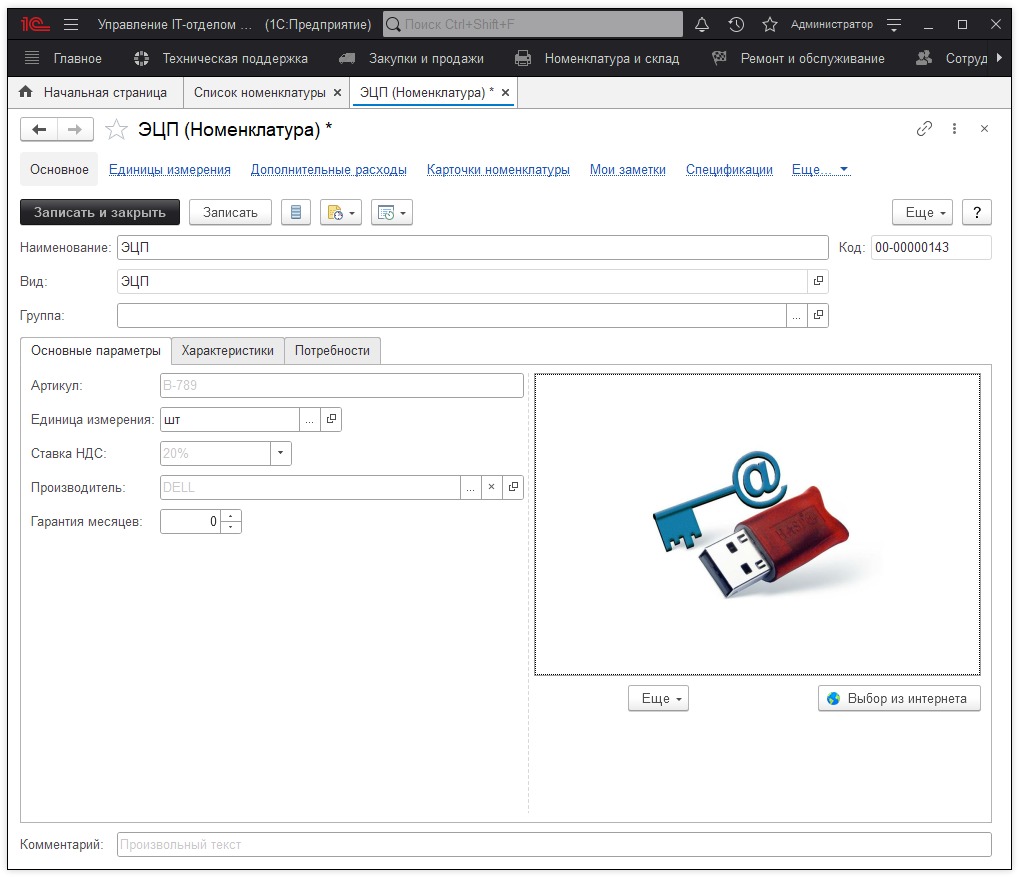 Управление IT-отделом ... (1С:Предприятие) Поиск Ctrl+Shift+F Администратор
Главное Техническая поддержка Закупки и продажи Номенклатура и склад Ремонт и обслуживание Сотруд
Начальная страница Список номенклатуры × ЭЦП (Номенклатура) * ×
ЭЦП (Номенклатура) *
Основное Единицы измерения Дополнительные расходы Карточки номенклатуры Мои заметки Спецификации Еще...
Записать и закрыть Записать Еще ?
Наименование: ЭЦП Код: 00-00000143
Вид: ЭЦП
Группа: ...
Основные параметры Характеристики Потребности
Артикул: B-789
Единица измерения: шт ...
Ставка НДС: 20%
Производитель: DELL ... ×
Гарантия месяцев: 0
@
Еще Выбор из интернета
Комментарий: Произвольный текст